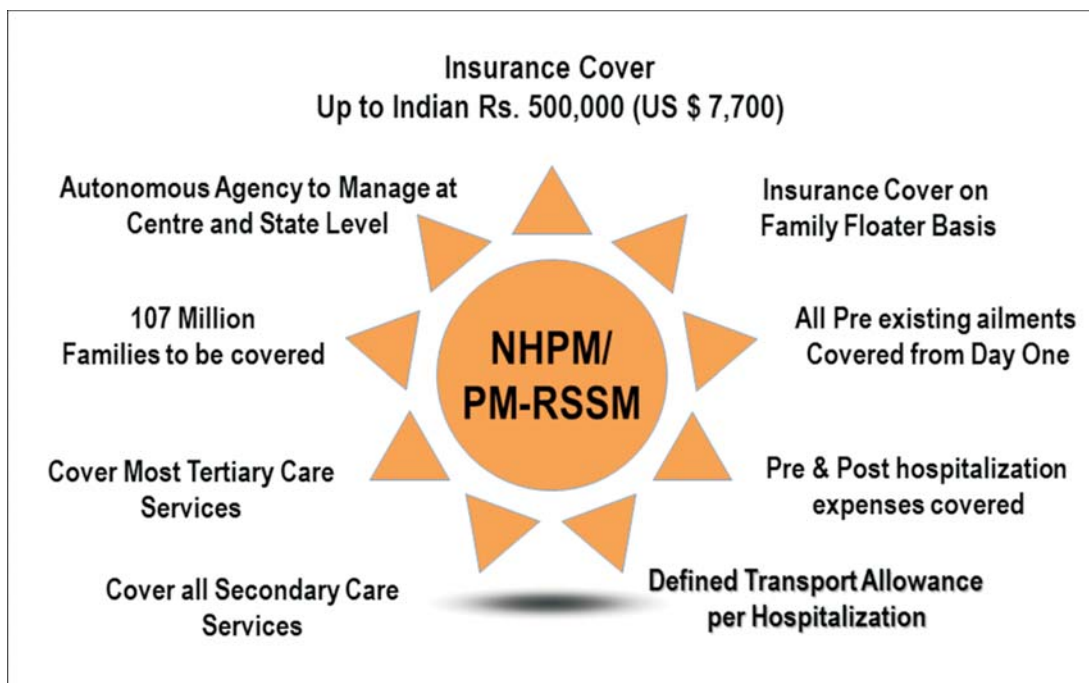 Insurance Cover
Up to Indian Rs. 500,000 (US $ 7,700)
Autonomous Agency to Manage at
Centre and State Level
Insurance Cover on
Family Floater Basis
107 Million
Families to be covered
All Pre existing ailments
Covered from Day One
NHPM/
PM-RSSM
Cover Most Tertiary Care
Services
Pre & Post hospitalization
expenses covered
Cover all Secondary Care
Services
Defined Transport Allowance
per Hospitalization